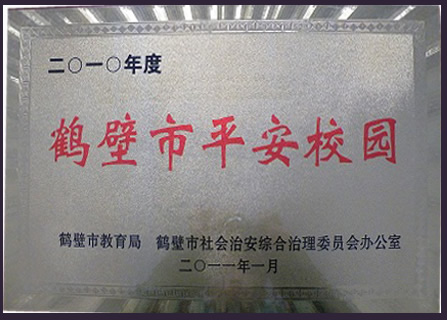 二〇一〇年度
鹤壁市平安校园
鹤壁市教育局 鹤壁市社会治安综合治理委员会办公室
二〇一一年一月